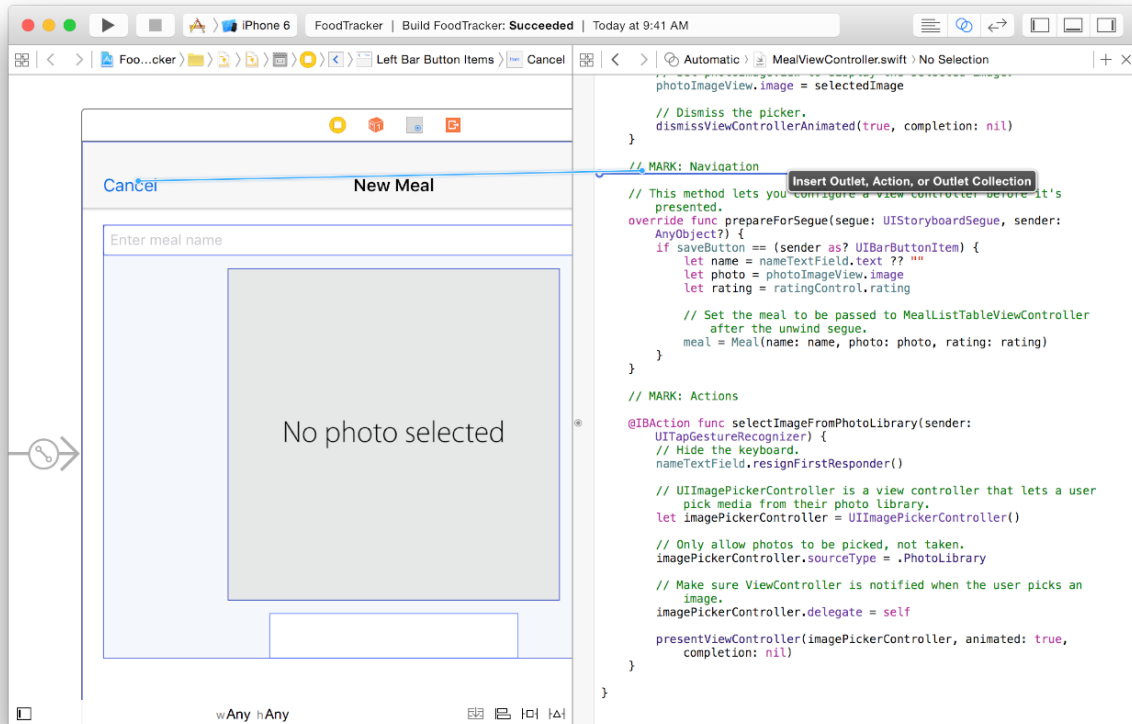 iPhone 6
FoodTracker | Build FoodTracker: Succeeded | Today at 9:41 AM
Foo...cker
Left Bar Button Items
Cancel
Automatic
MealViewController.swift
No Selection
Cancel
New Meal
Enter meal name
No photo selected
wAny hAny
photoImageView.image = selectedImage
// Dismiss the picker.
dismissViewControllerAnimated(true, completion: nil)
}
// MARK: Navigation
Insert Outlet, Action, or Outlet Collection
// This method lets you configure a view controller before it's
presented.
override func prepareForSegue(segue: UIStoryboardSegue, sender:
AnyObject?) {
if saveButton == (sender as? UIBarButtonItem) {
let name = nameTextField.text ?? ""
let photo = photoImageView.image
let rating = ratingControl.rating
// Set the meal to be passed to MealListTableViewController
after the unwind segue.
meal = Meal(name: name, photo: photo, rating: rating)
}
}
// MARK: Actions
@IBAction func selectImageFromPhotoLibrary(sender:
UITapGestureRecognizer) {
// Hide the keyboard.
nameTextField.resignFirstResponder()
// UIImagePickerController is a view controller that lets a user
pick media from their photo library.
let imagePickerController = UIImagePickerController()
// Only allow photos to be picked, not taken.
imagePickerController.sourceType = .PhotoLibrary
// Make sure ViewController is notified when the user picks an
image.
imagePickerController.delegate = self
presentViewController(imagePickerController, animated: true,
completion: nil)
}
}